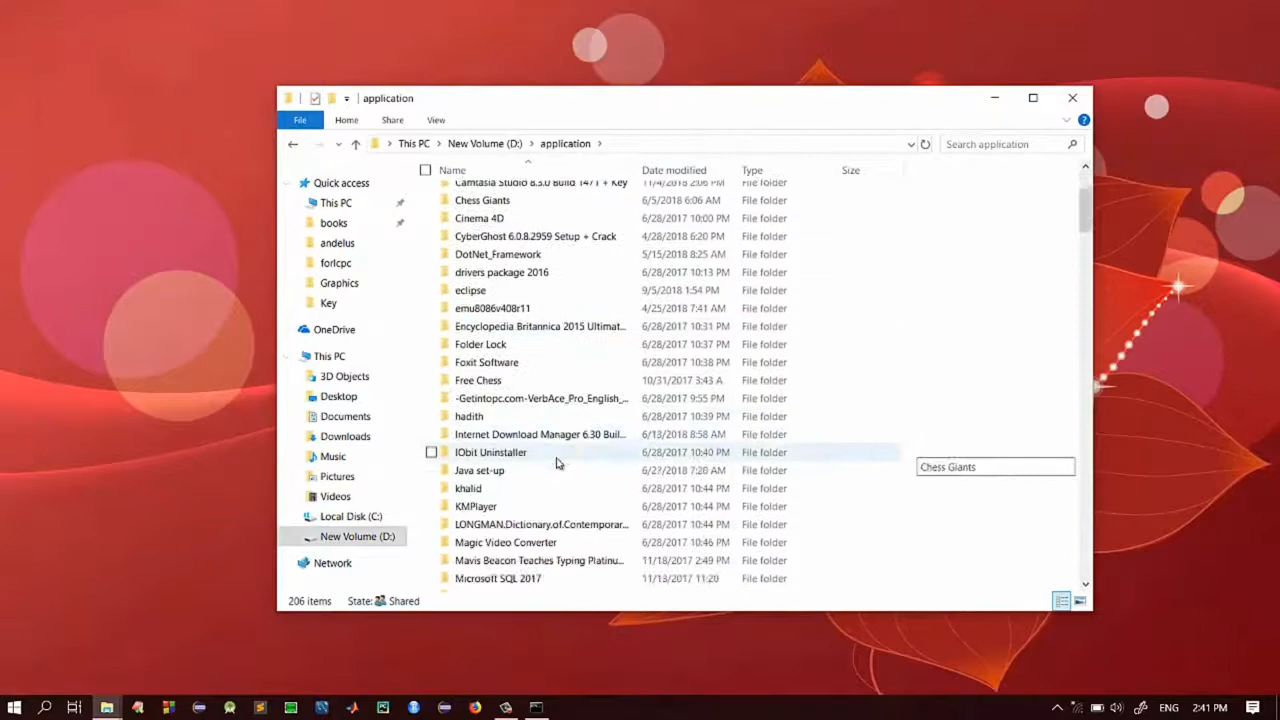 application
File Home Share View
This PC New Volume (D:) application Search application
Name Date modified Type Size
Quick access
This PC
books
andelus
forIcpc
Graphics
Key
OneDrive
This PC
3D Objects
Desktop
Documents
Downloads
Music
Pictures
Videos
Local Disk (C:)
New Volume (D:)
Network
Camtasia Studio 8.5.0 Build 1471 + Key 11/4/2018 2:06 PM File folder
Chess Giants 6/5/2018 6:06 AM File folder
Cinema 4D 6/28/2017 10:00 PM File folder
CyberGhost 6.0.8.2959 Setup + Crack 4/28/2018 6:20 PM File folder
DotNet_Framework 5/15/2018 8:25 AM File folder
drivers package 2016 6/28/2017 10:13 PM File folder
eclipse 9/5/2018 1:54 PM File folder
emu8086v408r11 4/25/2018 7:41 AM File folder
Encyclopedia Britannica 2015 Ultimat... 6/28/2017 10:31 PM File folder
Folder Lock 6/28/2017 10:37 PM File folder
Foxit Software 6/28/2017 10:38 PM File folder
Free Chess 10/31/2017 3:43 A File folder
-Getintopc.com-VerbAce_Pro_English_... 6/28/2017 9:55 PM File folder
hadith 6/28/2017 10:39 PM File folder
Internet Download Manager 6.30 Buil... 6/13/2018 8:58 AM File folder
IObit Uninstaller 6/28/2017 10:40 PM File folder
Java set-up 6/27/2018 7:20 AM File folder
khalid 6/28/2017 10:44 PM File folder
KMPlayer 6/28/2017 10:44 PM File folder
LONGMAN.Dictionary.of.Contemporar... 6/28/2017 10:44 PM File folder
Magic Video Converter 6/28/2017 10:46 PM File folder
Mavis Beacon Teaches Typing Platinu... 11/18/2017 2:49 PM File folder
Microsoft SQL 2017 11/13/2017 11:20 File folder
Chess Giants
206 items State: Shared
ENG 2:41 PM